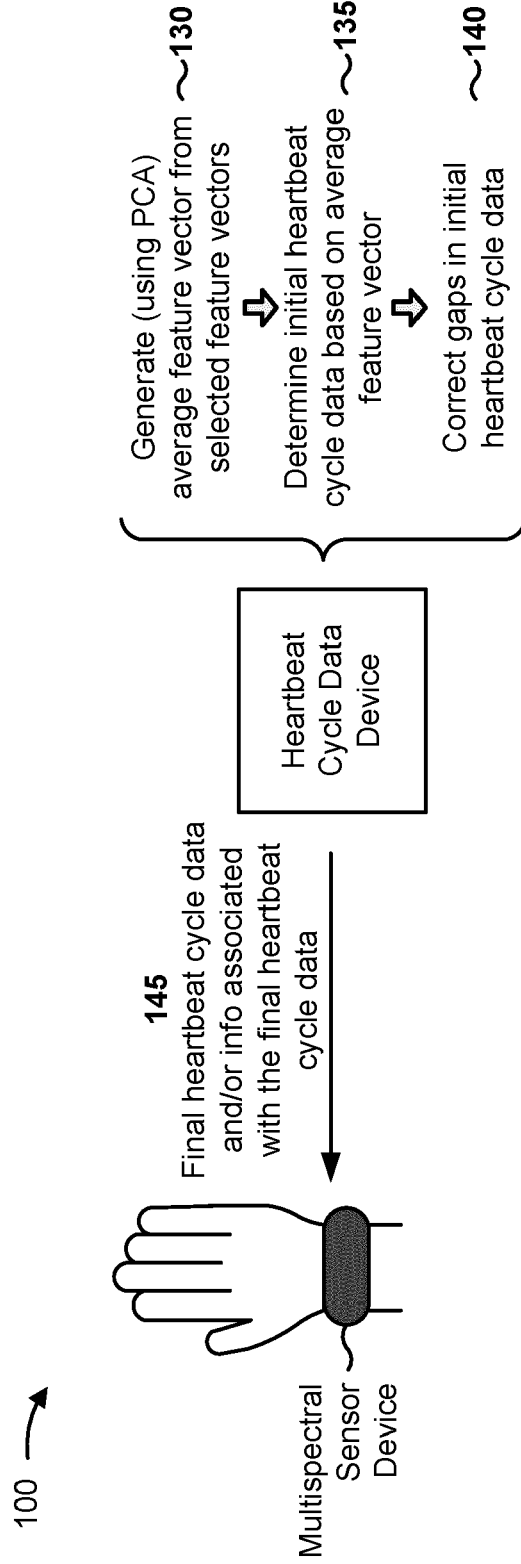 100
Multispectral
Sensor
Device
145
Final heartbeat cycle data
and/or info associated
with the final heartbeat
cycle data
Heartbeat
Cycle Data
Device
Generate (using PCA)
average feature vector from
selected feature vectors
130
Determine initial heartbeat
cycle data based on average
feature vector
135
Correct gaps in initial
heartbeat cycle data
140